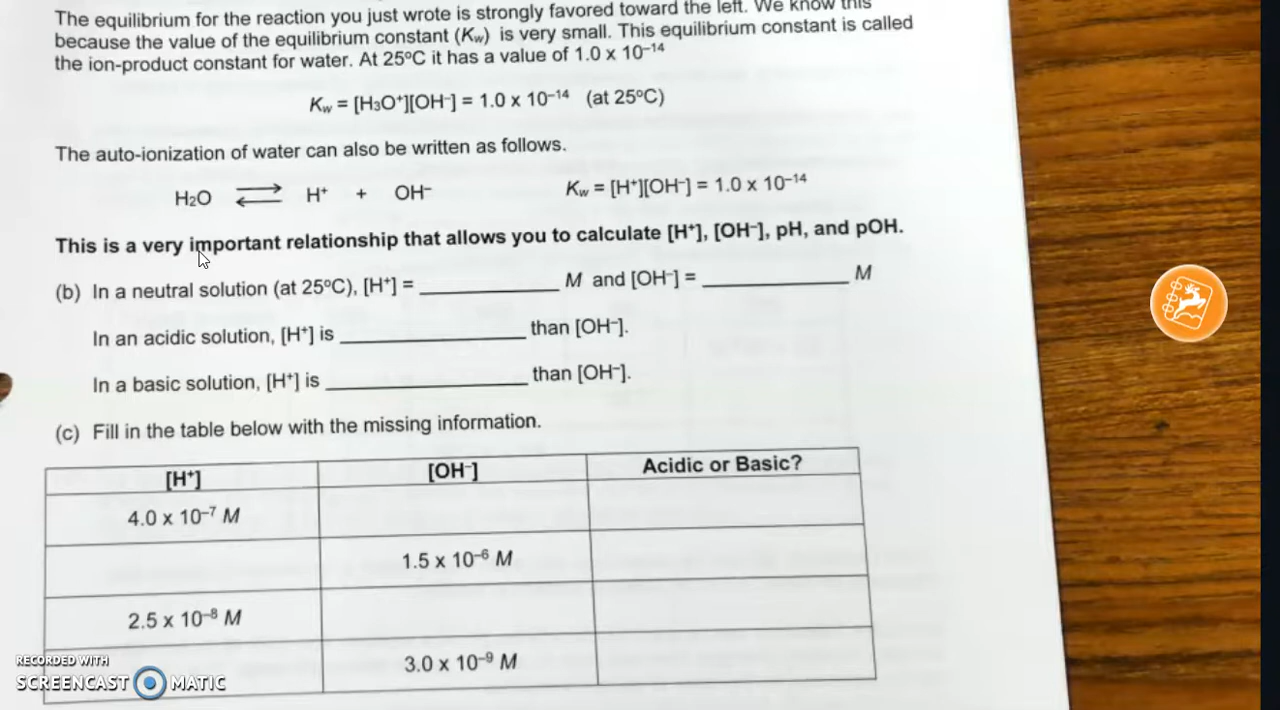 The equilibrium for the reaction you just wrote is strongly favored toward the left. We know this
because the value of the equilibrium constant (Kw) is very small. This equilibrium constant is called
the ion-product constant for water. At 25°C it has a value of 1.0 x 10⁻¹⁴
Kw = [H₃O⁺][OH⁻] = 1.0 x 10⁻¹⁴ (at 25°C)
The auto-ionization of water can also be written as follows.
H₂O ⇌ H⁺ + OH⁻ Kw = [H⁺][OH⁻] = 1.0 x 10⁻¹⁴
This is a very important relationship that allows you to calculate [H⁺], [OH⁻], pH, and pOH.
(b) In a neutral solution (at 25°C), [H⁺] = ____________ M and [OH⁻] = ____________ M
In an acidic solution, [H⁺] is ________________ than [OH⁻].
In a basic solution, [H⁺] is ________________ than [OH⁻].
(c) Fill in the table below with the missing information.
[H⁺] [OH⁻] Acidic or Basic?
4.0 x 10⁻⁷ M
1.5 x 10⁻⁶ M
2.5 x 10⁻⁸ M
3.0 x 10⁻⁹ M
RECORDED WITH
SCREENCAST MATIC